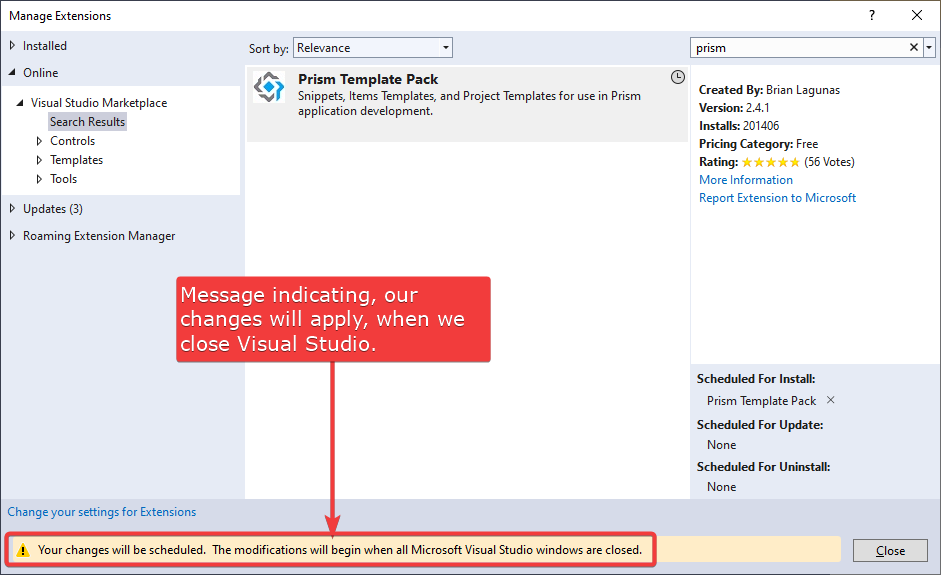 Manage Extensions
?
Installed
Online
Visual Studio Marketplace
Search Results
Controls
Templates
Tools
Updates (3)
Roaming Extension Manager
Sort by: Relevance
Prism Template Pack
Snippets, Items Templates, and Project Templates for use in Prism
application development.
prism
Created By: Brian Lagunas
Version: 2.4.1
Installs: 201406
Pricing Category: Free
Rating: (56 Votes)
More Information
Report Extension to Microsoft
Message indicating, our
changes will apply, when we
close Visual Studio.
Scheduled For Install:
Prism Template Pack
Scheduled For Update:
None
Scheduled For Uninstall:
None
Change your settings for Extensions
Your changes will be scheduled.  The modifications will begin when all Microsoft Visual Studio windows are closed.
Close